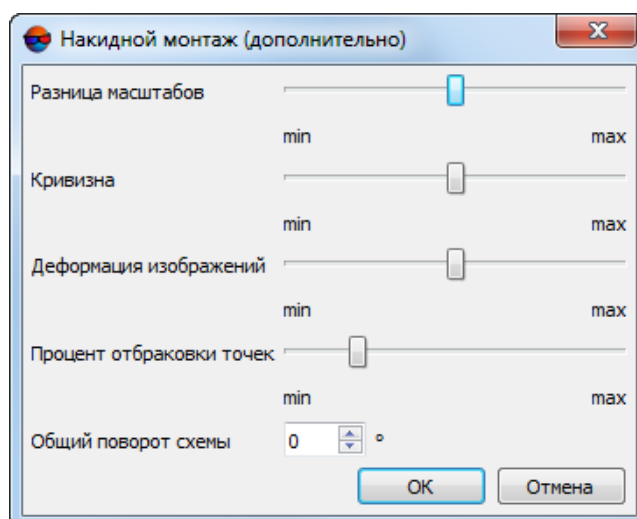 Накидной монтаж (дополнительно)
Разница масштабов
min max
Кривизна
min max
Деформация изображений
min max
Процент отбраковки точек
min max
Общий поворот схемы 0 °
OK Отмена